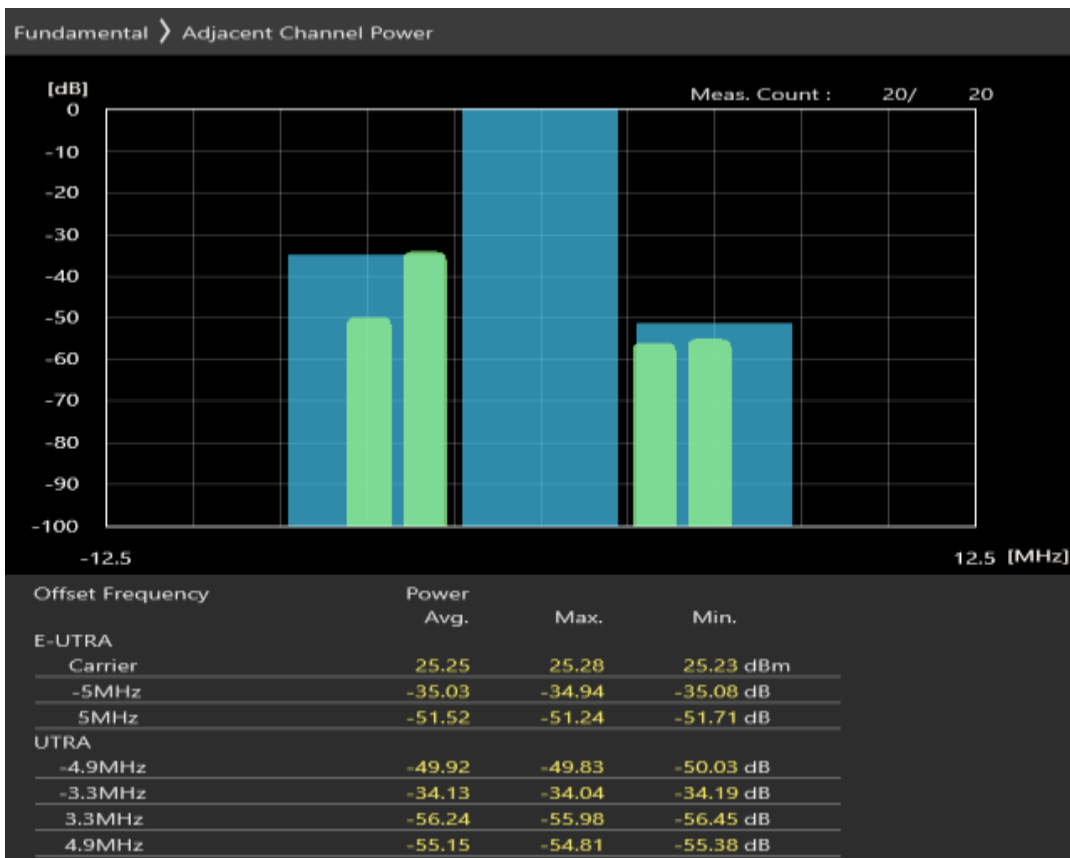 Fundamental 〉 Adjacent Channel Power
[dB]
Meas. Count : 20/ 20
0
-10
-20
-30
-40
-50
-60
-70
-80
-90
-100
-12.5 12.5 [MHz]
Offset Frequency Power
Avg. Max. Min.
E-UTRA
Carrier 25.25 25.28 25.23 dBm
-5MHz -35.03 -34.94 -35.08 dB
5MHz -51.52 -51.24 -51.71 dB
UTRA
-4.9MHz -49.92 -49.83 -50.03 dB
-3.3MHz -34.13 -34.04 -34.19 dB
3.3MHz -56.24 -55.98 -56.45 dB
4.9MHz -55.15 -54.81 -55.38 dB